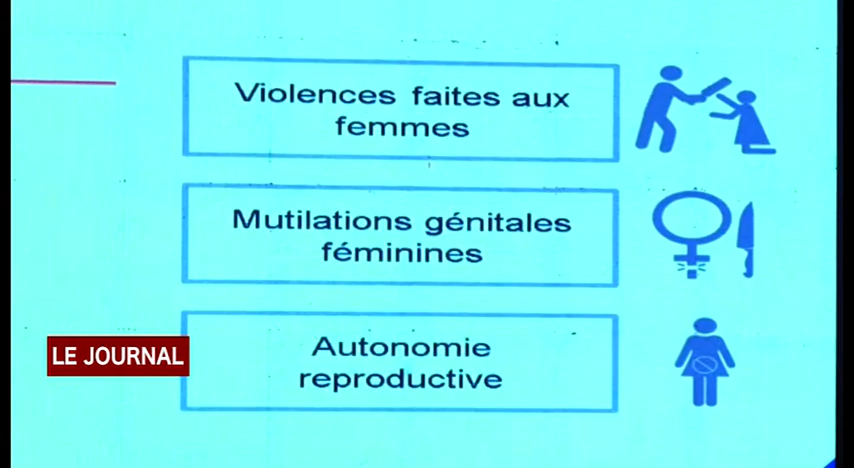 Violences faites aux
femmes
Mutilations génitales
féminines
LE JOURNAL
Autonomie
reproductive